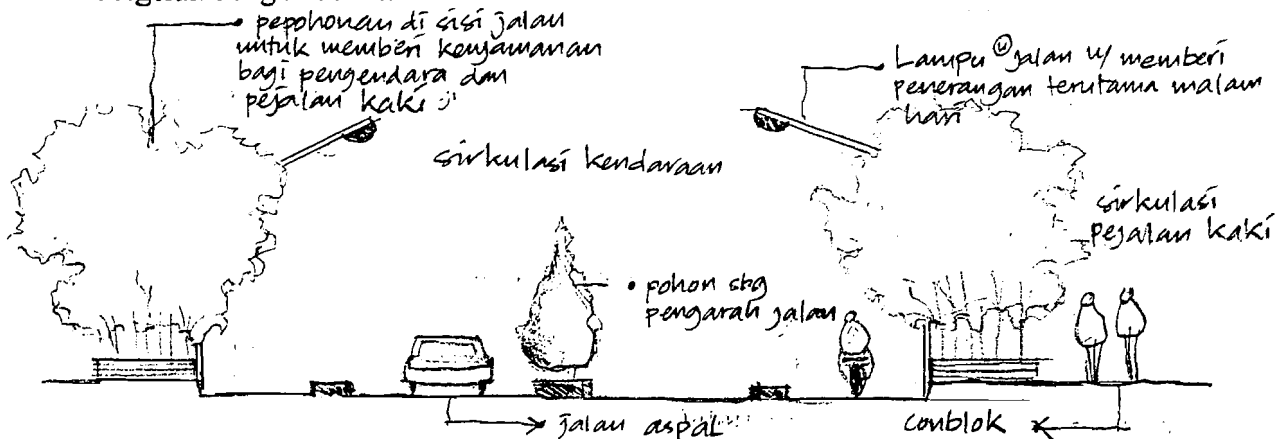 • pepohonan di sisi jalan
untuk memberi kenyamanan
bagi pengendara dan
pejalan kaki
• Lampu jalan u/ memberi
penerangan terutama malam
hari
sirkulasi kendaraan
sirkulasi
pejalan kaki
• pohon sbg
pengarah jalan
jalan aspal
conblok